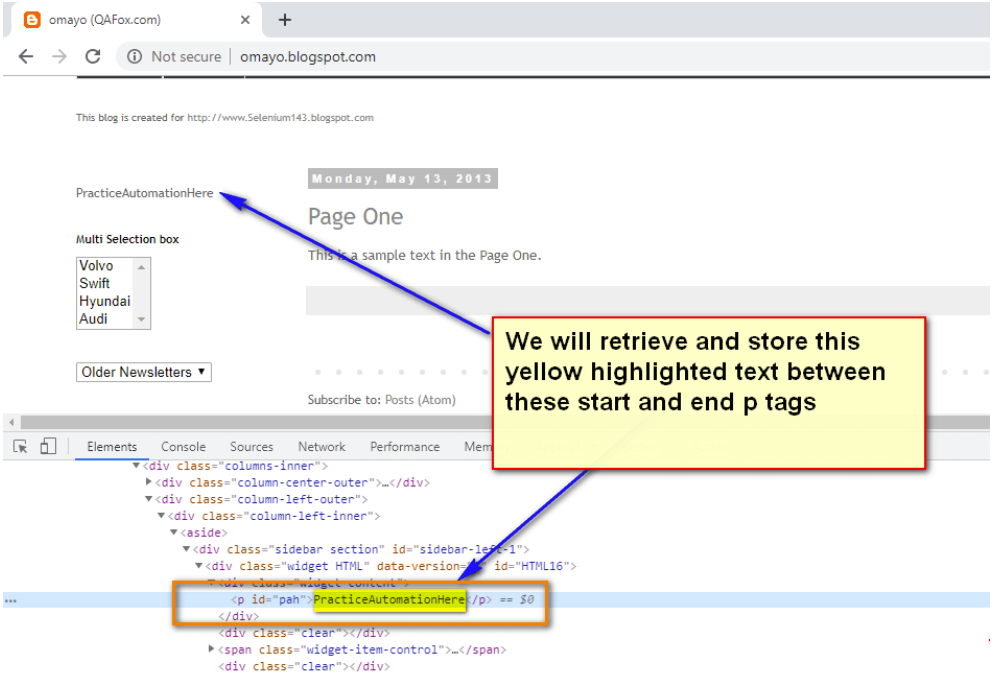 omayo (QAFox.com)
Not secure | omayo.blogspot.com
This blog is created for http://www.Selenium143.blogspot.com
PracticeAutomationHere
Multi Selection box
Volvo
Swift
Hyundai
Audi
Older Newsletters
Monday, May 13, 2013
Page One
This is a sample text in the Page One.
Subscribe to: Posts (Atom)
We will retrieve and store this
yellow highlighted text between
these start and end p tags
Elements Console Sources Network Performance Mem
<div class="columns-inner">
<div class="column-center-outer">…</div>
<div class="column-left-outer">
<div class="column-left-inner">
<aside>
<div class="sidebar section" id="sidebar-left-1">
<div class="widget HTML" data-version= " id="HTML16">
<div class="widget-content">
<p id="pah">PracticeAutomationHere</p> == $0
</div>
<div class="clear"></div>
<span class="widget-item-control">…</span>
<div class="clear"></div>